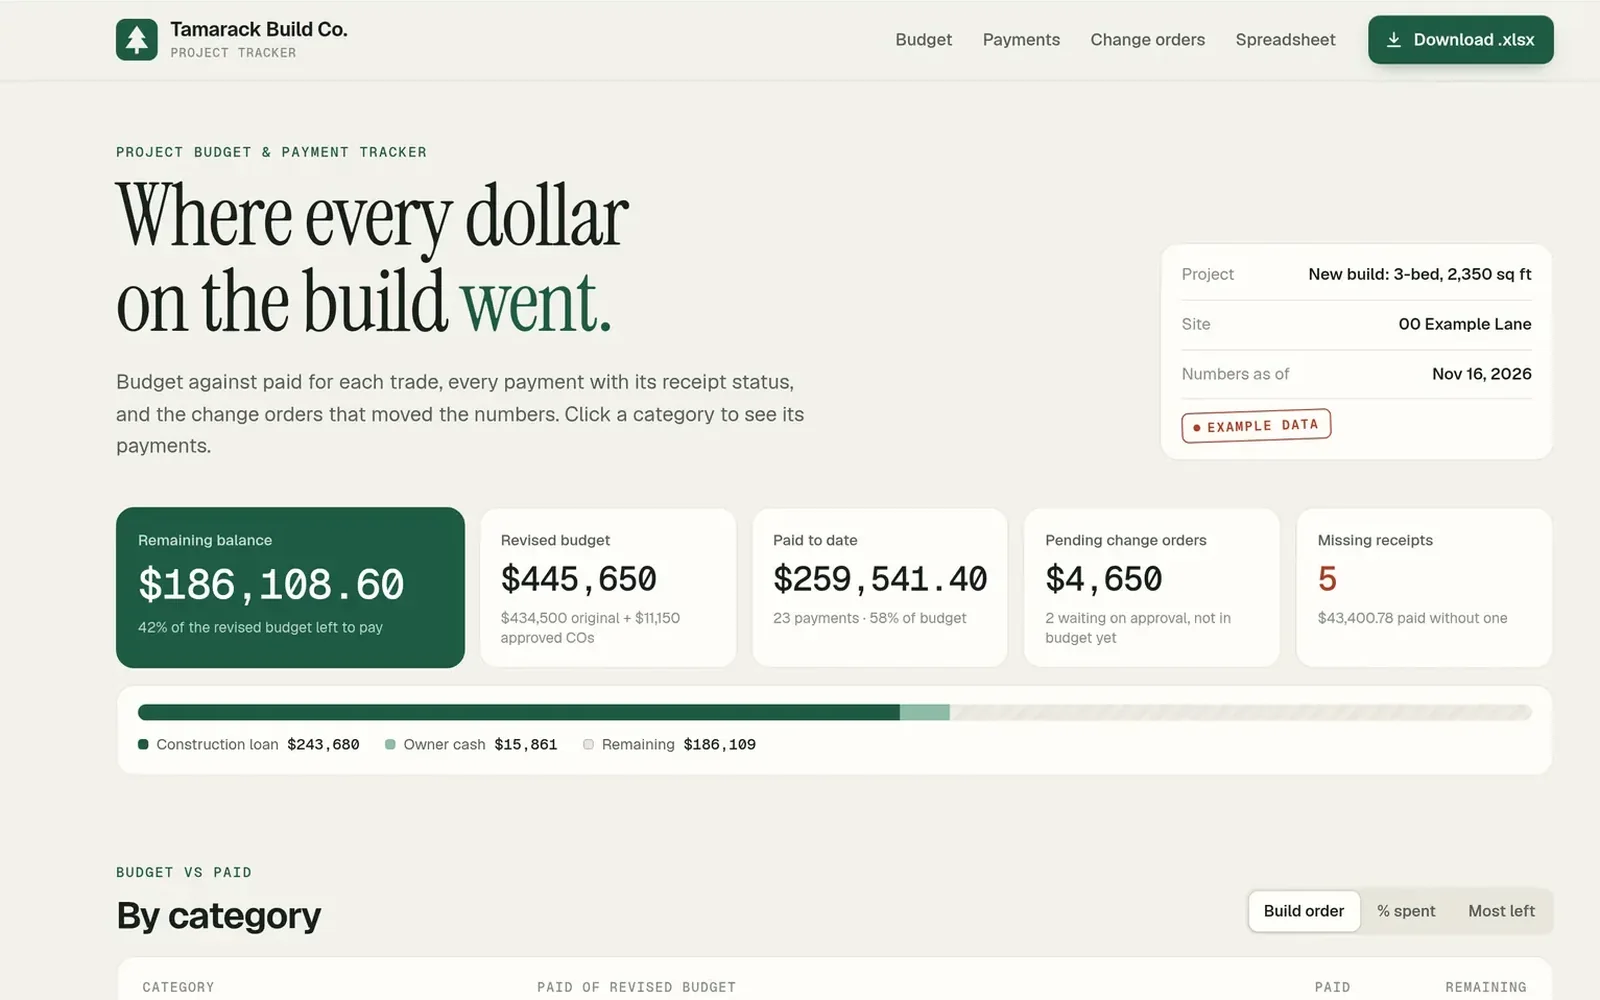 Tamarack Build Co.
PROJECT TRACKER
Budget
Payments
Change orders
Spreadsheet
Download .xlsx
PROJECT BUDGET & PAYMENT TRACKER
Where every dollar
on the build went.
Budget against paid for each trade, every payment with its receipt status,
and the change orders that moved the numbers. Click a category to see its
payments.
Project New build: 3-bed, 2,350 sq ft
Site 00 Example Lane
Numbers as of Nov 16, 2026
EXAMPLE DATA
Remaining balance
$186,108.60
42% of the revised budget left to pay
Revised budget
$445,650
$434,500 original + $11,150
approved COs
Paid to date
$259,541.40
23 payments · 58% of budget
Pending change orders
$4,650
2 waiting on approval, not in
budget yet
Missing receipts
5
$43,400.78 paid without one
Construction loan $243,680
Owner cash $15,861
Remaining $186,109
BUDGET VS PAID
By category
Build order
% spent
Most left
CATEGORY
PAID OF REVISED BUDGET
PAID
REMAINING